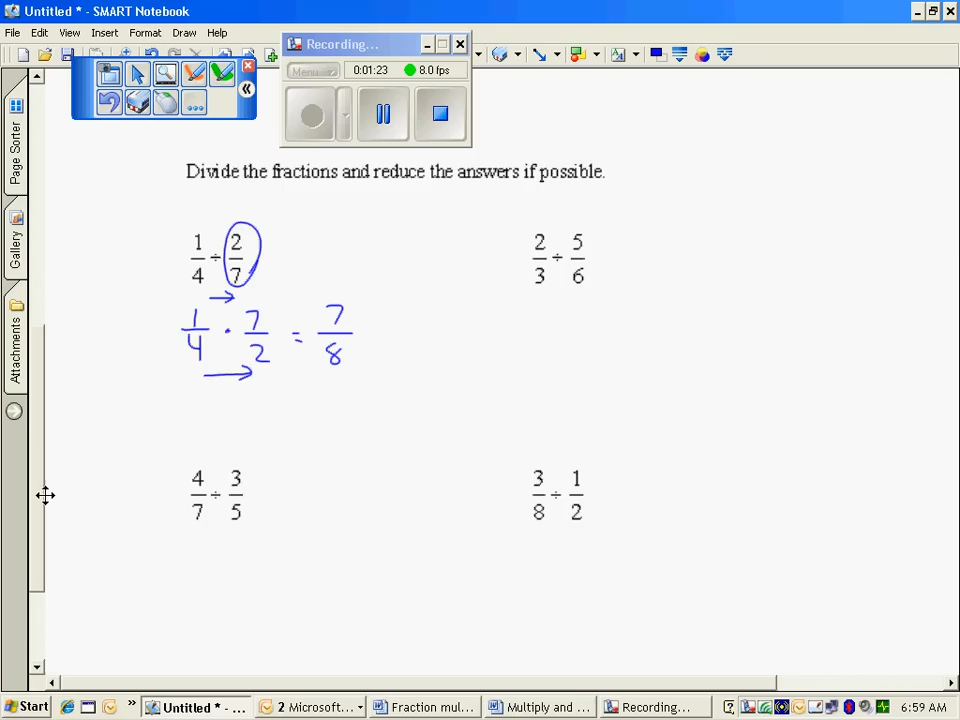 Untitled * - SMART Notebook
File Edit View Insert Format Draw Help
Recording...
Menu
0:01:23 8.0 fps
Page Sorter
Gallery
Attachments
Divide the fractions and reduce the answers if possible.
1/4 ÷ 2/7
2/3 ÷ 5/6
1/4 · 7/2 = 7/8
4/7 ÷ 3/5
3/8 ÷ 1/2
Start » Untitled * - ... 2 Microsoft... Fraction mul... Multiply and ... Recording... 6:59 AM